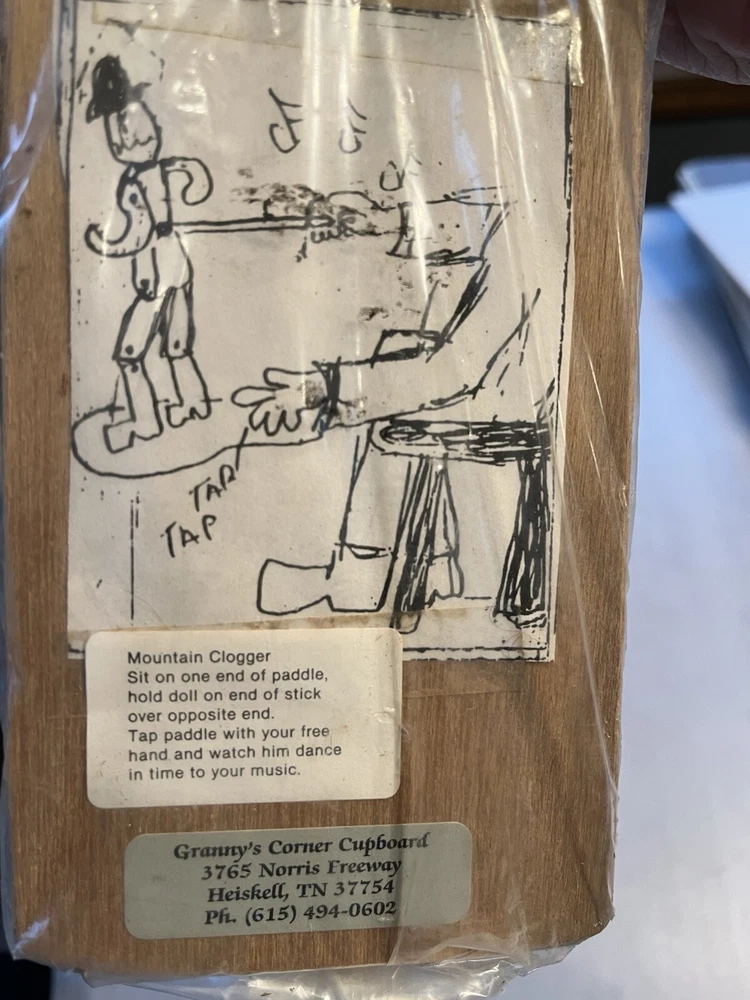 TAP
TAP
Mountain Clogger
Sit on one end of paddle,
hold doll on end of stick
over opposite end.
Tap paddle with your free
hand and watch him dance
in time to your music.
Granny's Corner Cupboard
3765 Norris Freeway
Heiskell, TN 37754
Ph. (615) 494-0602